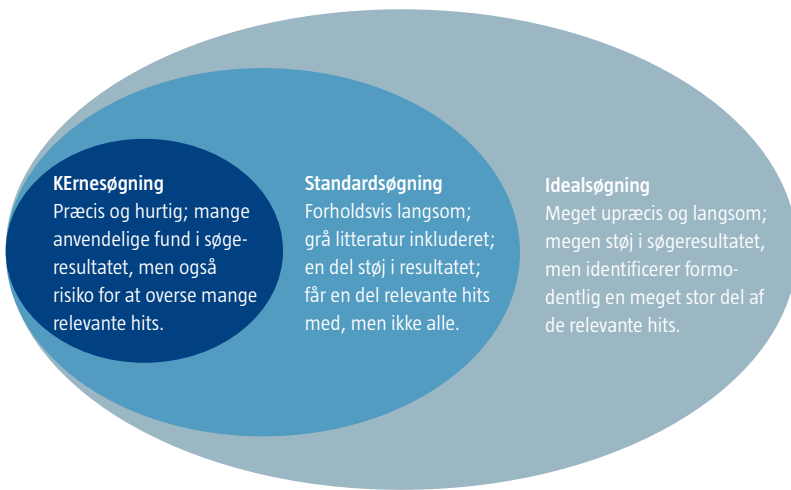 KErnesøgning
Præcis og hurtig; mange
anvendelige fund i søge-
resultatet, men også
risiko for at overse mange
relevante hits.
Standardsøgning
Forholdsvis langsom;
grå litteratur inkluderet;
en del støj i resultatet;
får en del relevante hits
med, men ikke alle.
Idealsøgning
Meget upræcis og langsom;
megen støj i søgeresultatet,
men identificerer formo-
dentlig en meget stor del af
de relevante hits.